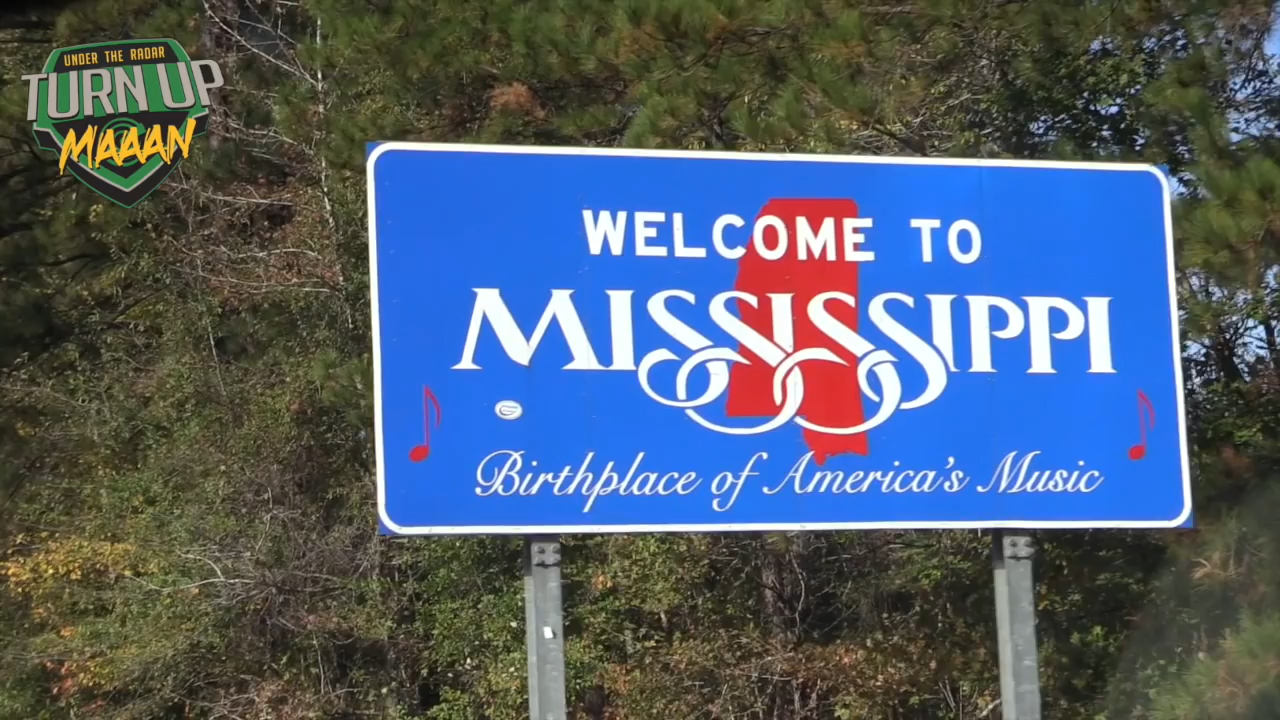 UNDER THE RADAR
TURN UP
MAAAN
WELCOME TO
MISSISSIPPI
Birthplace of America's Music